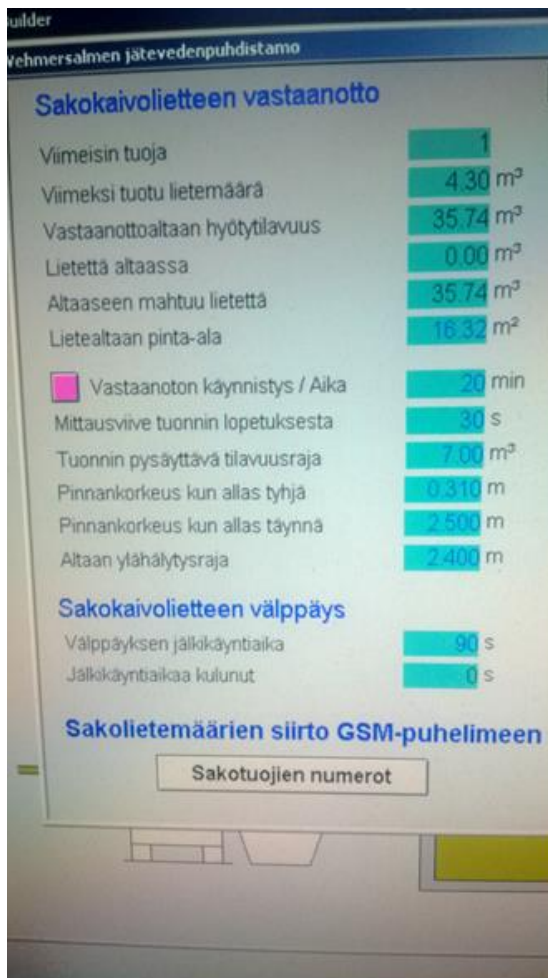 uilder
Vehmersalmen jätevedenpuhdistamo
Sakokaivolietteen vastaanotto
Viimeisin tuoja 1
Viimeksi tuotu lietemäärä 4.30 m³
Vastaanottoaltaan hyötytilavuus 35.74 m³
Lietettä altaassa 0.00 m³
Altaaseen mahtuu lietettä 35.74 m³
Lietealtaan pinta-ala 16.32 m²
Vastaanoton käynnistys / Aika 20 min
Mittausviive tuonnin lopetuksesta 30 s
Tuonnin pysäyttävä tilavuusraja 7.00 m³
Pinnankorkeus kun allas tyhjä 0.310 m
Pinnankorkeus kun allas täynnä 2.500 m
Altaan ylähälytysraja 2.400 m
Sakokaivolietteen välppäys
Välppäyksen jälkikäyntiaika 90 s
Jälkikäyntiaikaa kulunut 0 s
Sakolietemäärien siirto GSM-puhelimeen
Sakotuojien numerot